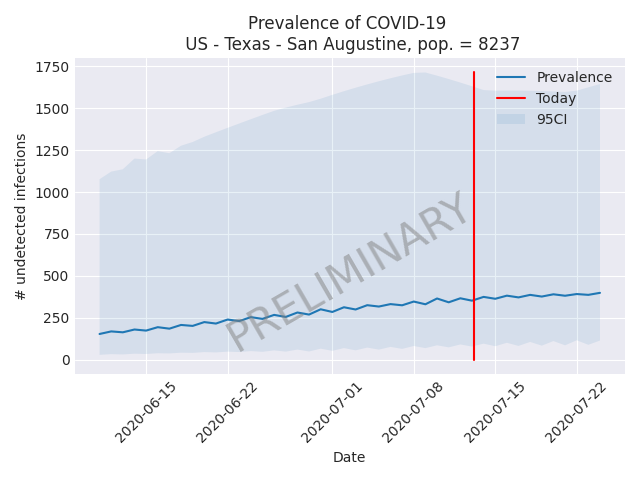 Prevalence of COVID-19
US - Texas - San Augustine, pop. = 8237
1750
1500
1250
1000
750
500
250
0
# undetected infections
Prevalence
Today
95CI
PRELIMINARY
2020-06-15
2020-06-22
2020-07-01
2020-07-08
2020-07-15
2020-07-22
Date